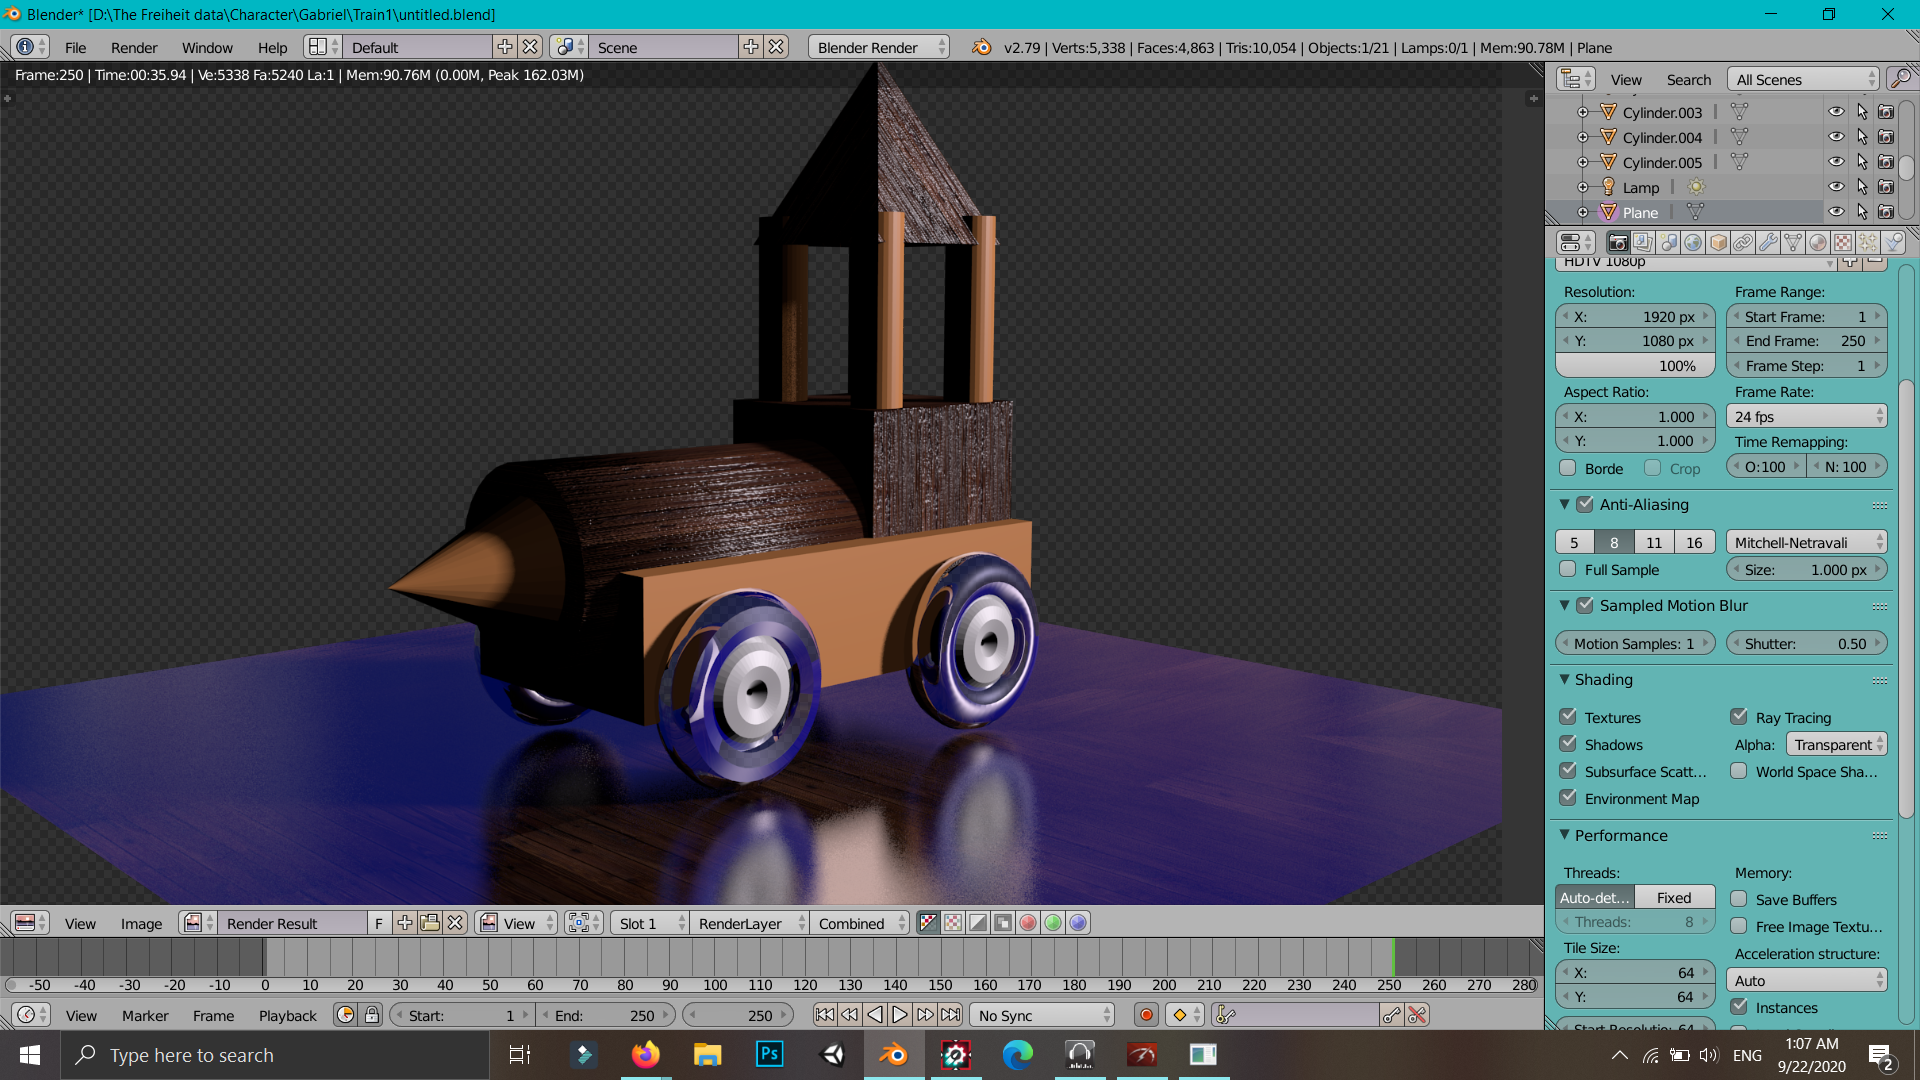 Blender* [D:\The Freiheit data\Character\Gabriel\Train1\untitled.blend]
File Render Window Help Default Scene Blender Render v2.79 | Verts:5,338 | Faces:4,863 | Tris:10,054 | Objects:1/21 | Lamps:0/1 | Mem:90.78M | Plane
Frame:250 | Time:00:35.94 | Ve:5338 Fa:5240 La:1 | Mem:90.76M (0.00M, Peak 162.03M)
View Search All Scenes
Cylinder.003
Cylinder.004
Cylinder.005
Lamp
Plane
HDTV 1080p
Resolution: Frame Range:
X: 1920 px Start Frame: 1
Y: 1080 px End Frame: 250
100% Frame Step: 1
Aspect Ratio: Frame Rate:
X: 1.000 24 fps
Y: 1.000 Time Remapping:
Borde Crop O:100 N: 100
Anti-Aliasing
5 8 11 16 Mitchell-Netravali
Full Sample Size: 1.000 px
Sampled Motion Blur
Motion Samples: 1 Shutter: 0.50
Shading
Textures Ray Tracing
Shadows Alpha: Transparent
Subsurface Scatt... World Space Sha...
Environment Map
Performance
Threads: Memory:
Auto-det... Fixed Save Buffers
Threads: 8 Free Image Textu...
Tile Size: Acceleration structure:
X: 64 Auto
Y: 64 Instances
Start Resolutio: 64
View Image Render Result F View Slot 1 RenderLayer Combined
-50 -40 -30 -20 -10 0 10 20 30 40 50 60 70 80 90 100 110 120 130 140 150 160 170 180 190 200 210 220 230 240 250 260 270 280
View Marker Frame Playback Start: 1 End: 250 250 No Sync
Type here to search Ps ENG 1:07 AM
9/22/2020 2